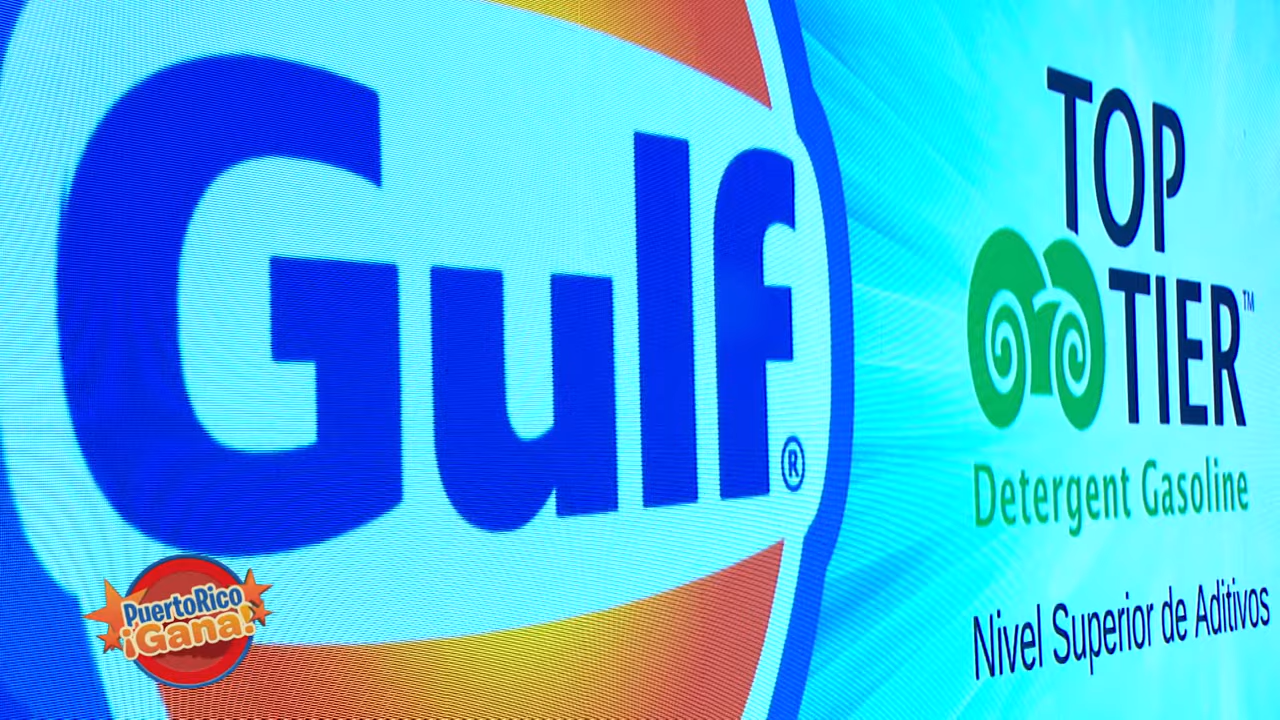 Gulf®
TOP
TIER™
Detergent Gasoline
Nivel Superior de Aditivos
PuertoRico
¡Gana!